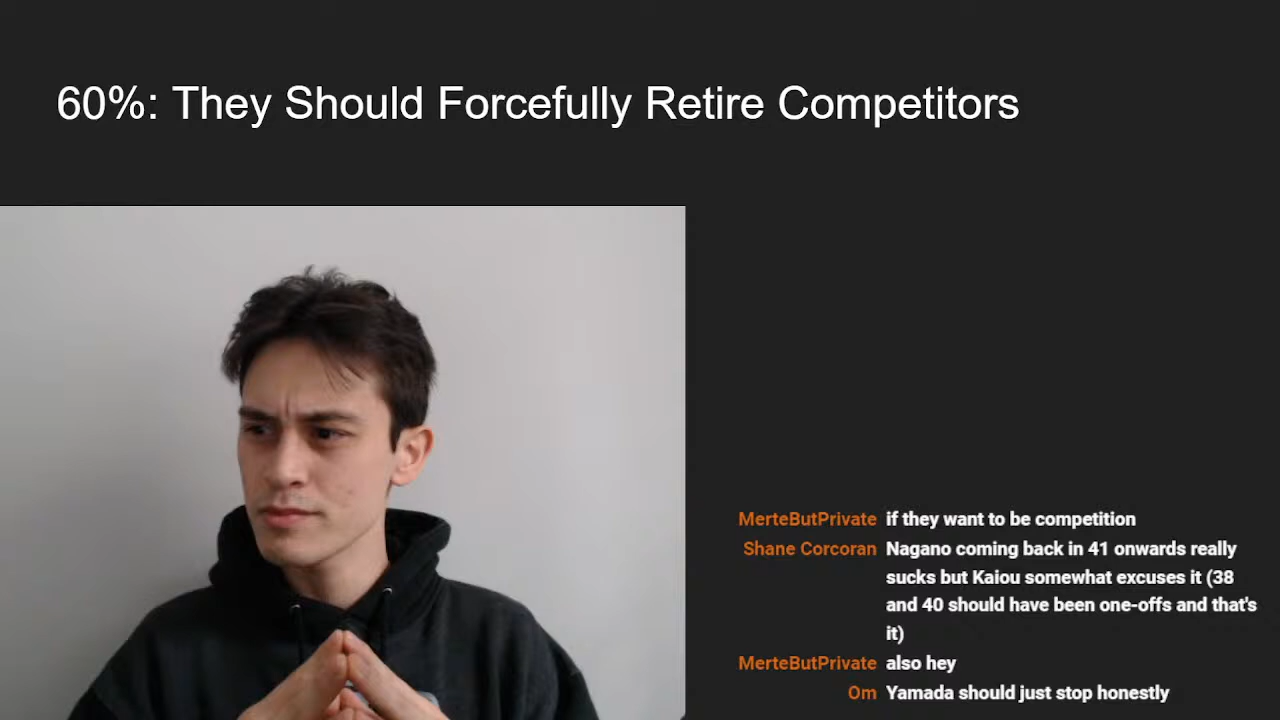 60%: They Should Forcefully Retire Competitors
MerteButPrivate if they want to be competition
Shane Corcoran Nagano coming back in 41 onwards really
sucks but Kaiou somewhat excuses it (38
and 40 should have been one-offs and that's
it)
MerteButPrivate also hey
Om Yamada should just stop honestly